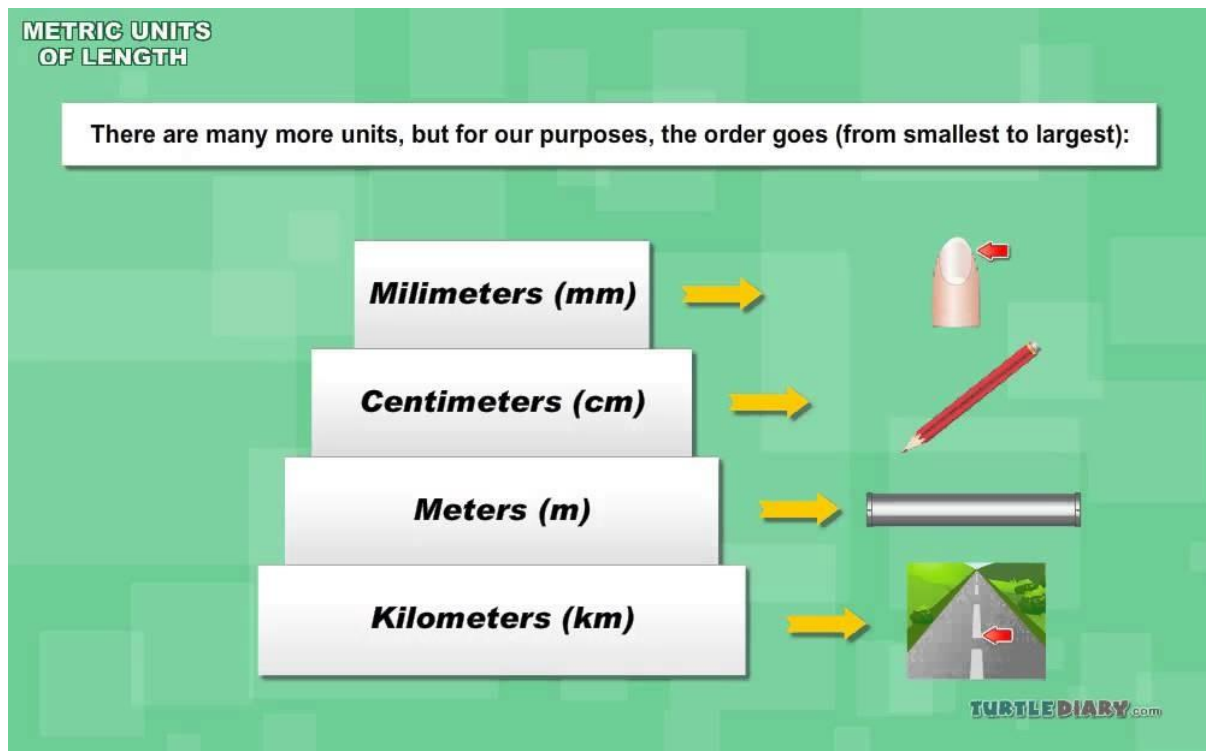 METRIC UNITS
OF LENGTH
There are many more units, but for our purposes, the order goes (from smallest to largest):
Milimeters (mm)
Centimeters (cm)
Meters (m)
Kilometers (km)
TURTLEDIARY.com